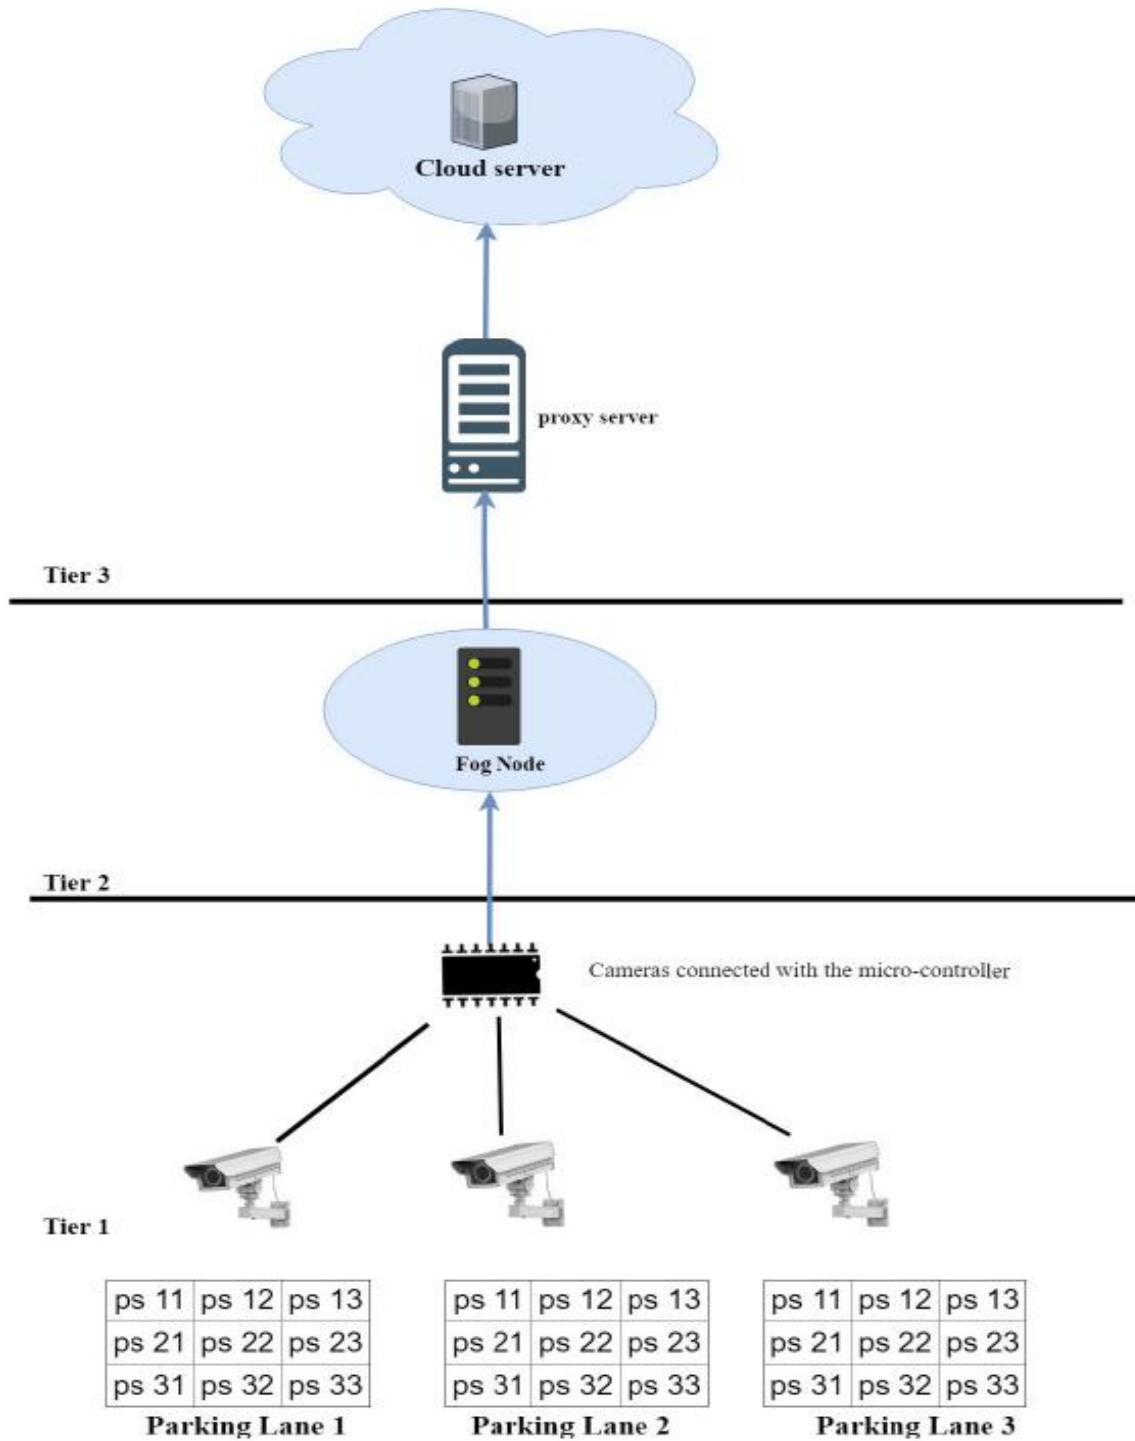 Cloud server
proxy server
Tier 3
Fog Node
Tier 2
Cameras connected with the micro-controller
Tier 1
ps 11 ps 12 ps 13
ps 21 ps 22 ps 23
ps 31 ps 32 ps 33
Parking Lane 1
ps 11 ps 12 ps 13
ps 21 ps 22 ps 23
ps 31 ps 32 ps 33
Parking Lane 2
ps 11 ps 12 ps 13
ps 21 ps 22 ps 23
ps 31 ps 32 ps 33
Parking Lane 3